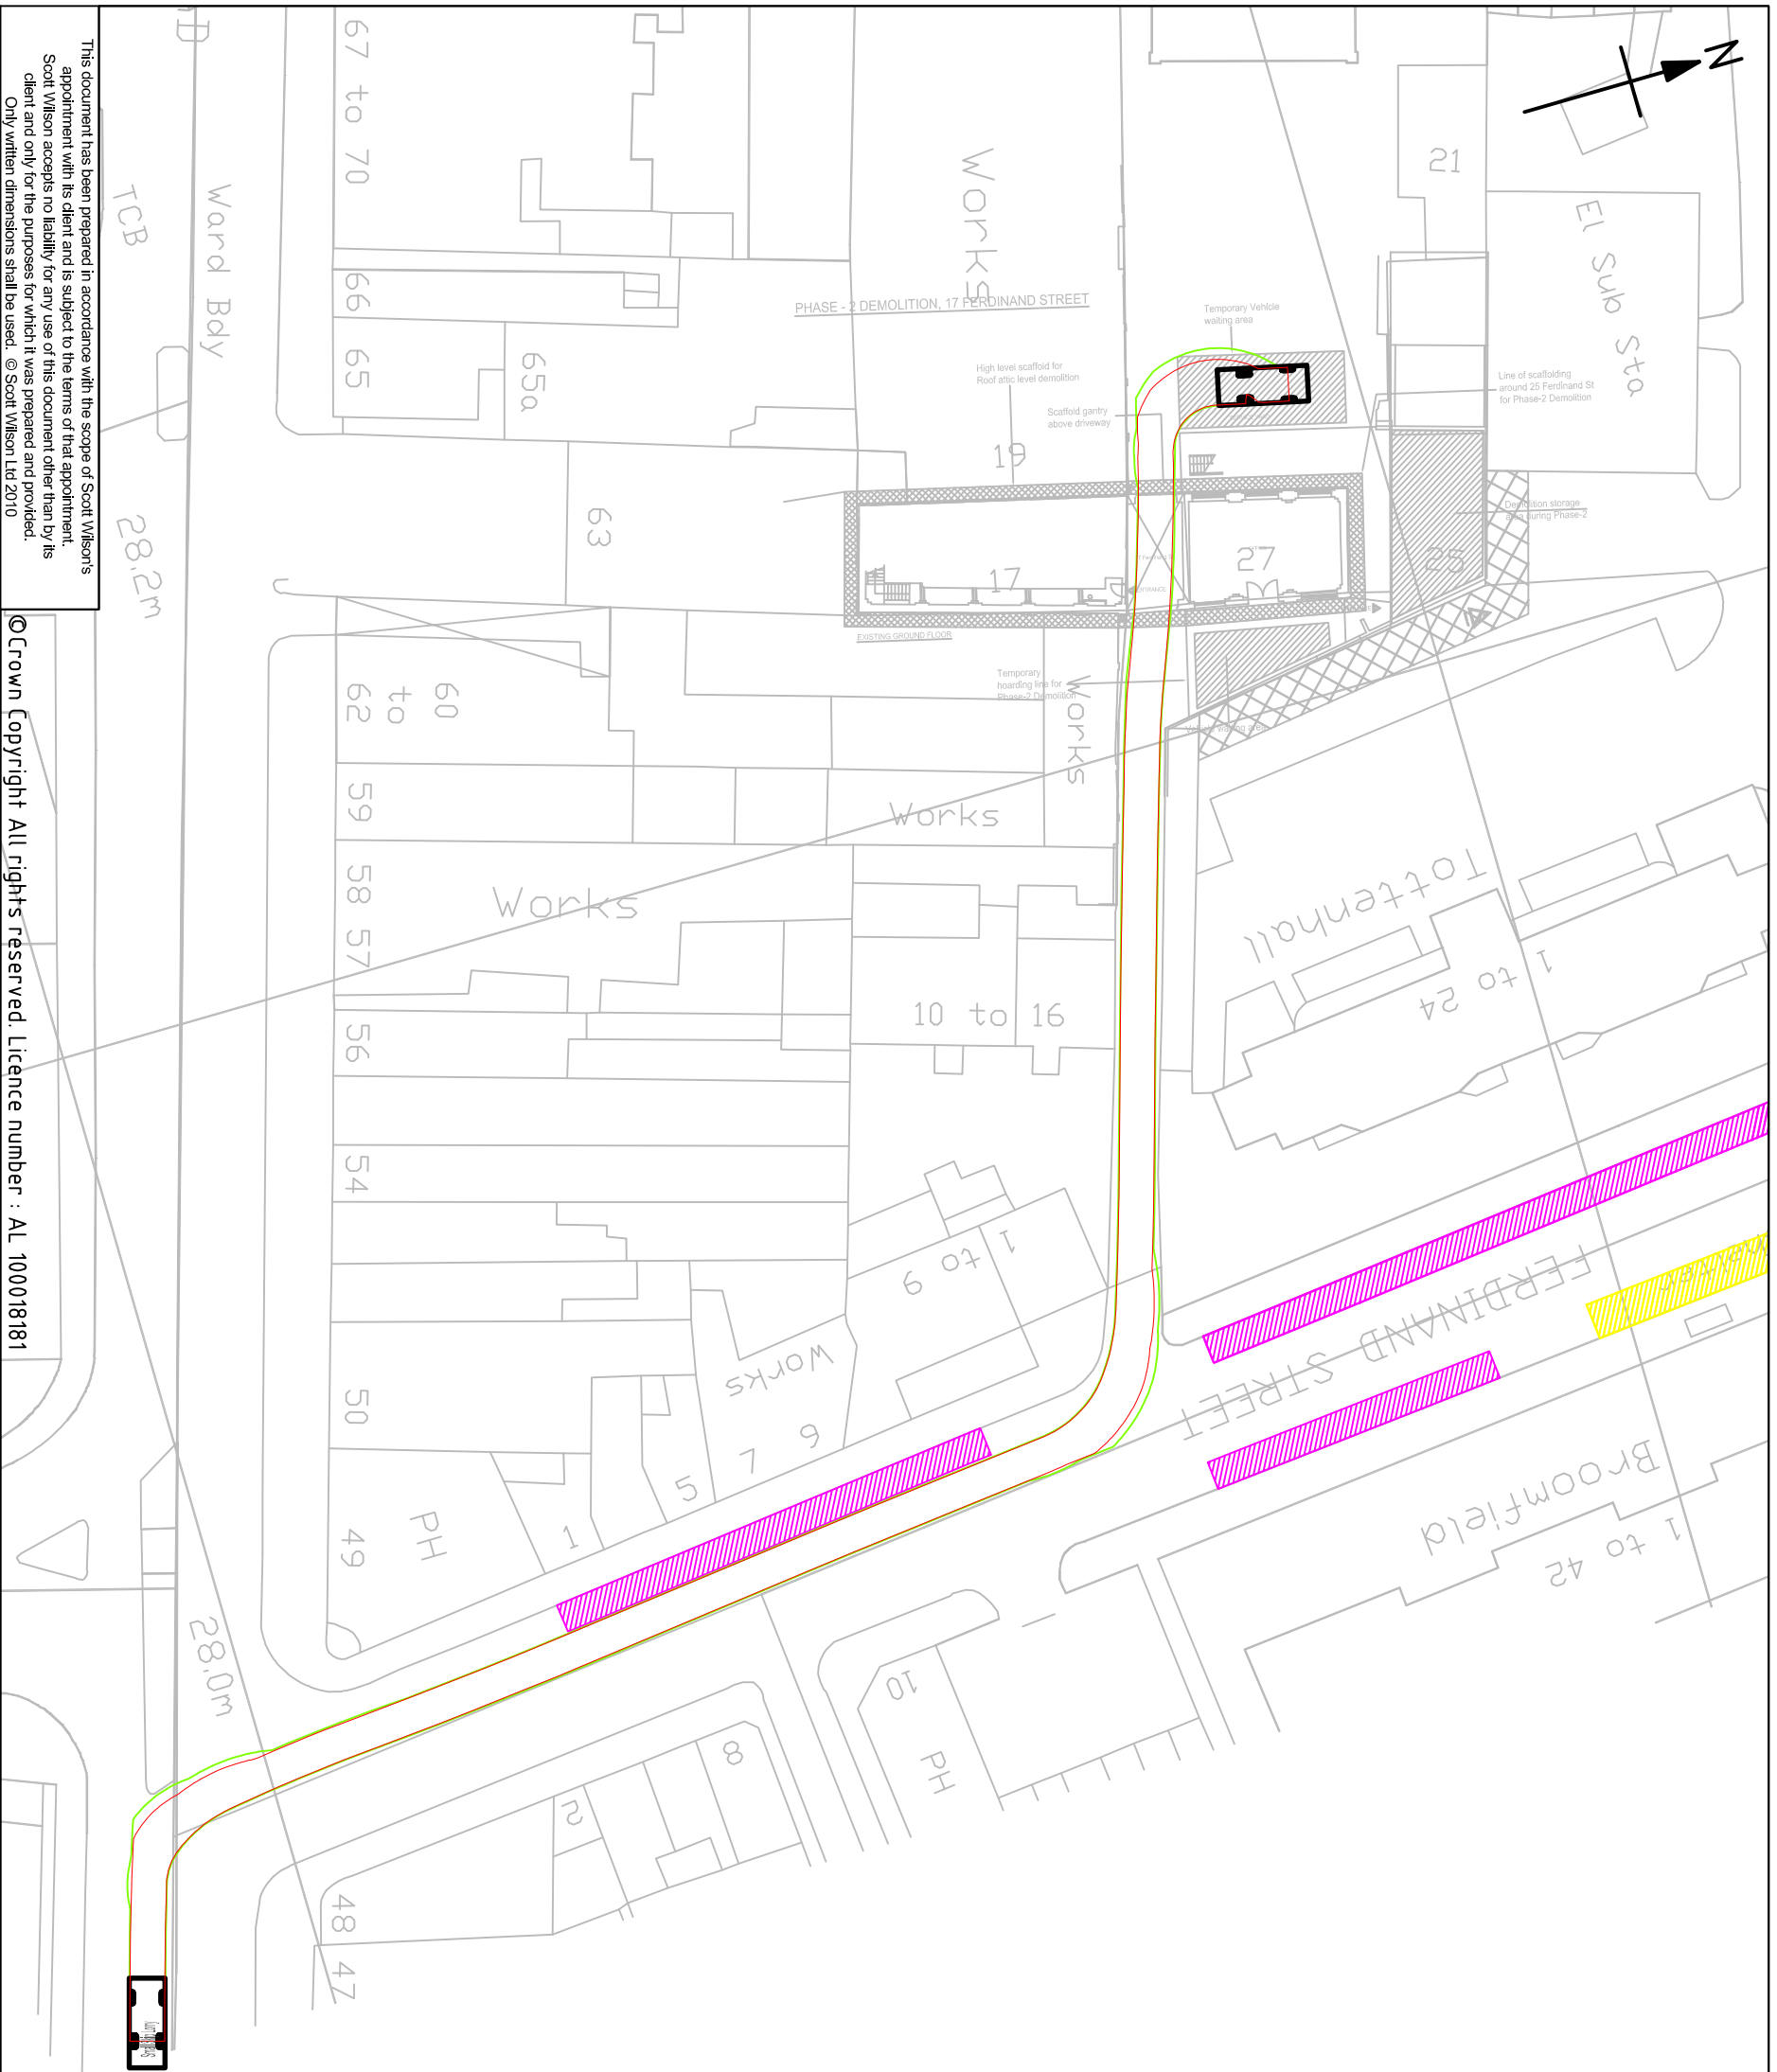 N
21
El Sub Sta
67 to 70
Works
Ward Bdy
TCB
66
65
65a
PHASE - 2 DEMOLITION, 17 FERDINAND STREET
Temporary Vehicle
waiting area
High level scaffold for
Roof attic level demolition
Scaffold gantry
above driveway
Line of scaffolding
around 25 Ferdinand St
for Phase-2 Demolition
19
Demolition storage
area during Phase-2
63
17
27
25
ENTRANCE
28.2m
EXISTING GROUND FLOOR
Temporary
hoarding line for
Phase-2 Demolition
Works
Vehicle waiting area
60
to
62
59
Works
58
Works
57
Tottenhall
1 to 24
10 to 16
56
54
1 to 9
FERDINAND STREET
Shelter
Works
50
9
7
5
Broomfield
1 to 42
PH
1
49
28.0m
10
PH
8
2
48
47
This document has been prepared in accordance with the scope of Scott Wilson's
appointment with its client and is subject to the terms of that appointment.
Scott Wilson accepts no liability for any use of this document other than by its
client and only for the purposes for which it was prepared and provided.
Only written dimensions shall be used. © Scott Wilson Ltd 2010
©Crown Copyright All rights reserved. Licence number : AL 100018181